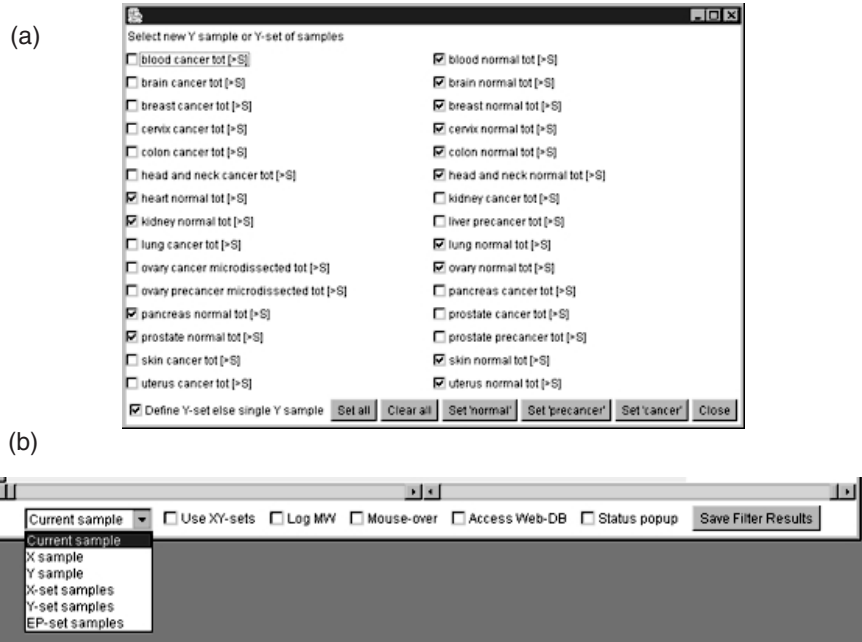 (a)
Select new Y sample or Y-set of samples
blood cancer tot [>S]
blood normal tot [>S]
brain cancer tot [>S]
brain normal tot [>S]
breast cancer tot [>S]
breast normal tot [>S]
cervix cancer tot [>S]
cervix normal tot [>S]
colon cancer tot [>S]
colon normal tot [>S]
head and neck cancer tot [>S]
head and neck normal tot [>S]
heart normal tot [>S]
kidney cancer tot [>S]
kidney normal tot [>S]
liver precancer tot [>S]
lung cancer tot [>S]
lung normal tot [>S]
ovary cancer microdissected tot [>S]
ovary normal tot [>S]
ovary precancer microdissected tot [>S]
pancreas cancer tot [>S]
pancreas normal tot [>S]
prostate cancer tot [>S]
prostate normal tot [>S]
prostate precancer tot [>S]
skin cancer tot [>S]
skin normal tot [>S]
uterus cancer tot [>S]
uterus normal tot [>S]
Define Y-set else single Y sample Set all Clear all Set 'normal' Set 'precancer' Set 'cancer' Close
(b)
Current sample Use XY-sets Log MW Mouse-over Access Web-DB Status popup Save Filter Results
Current sample
X sample
Y sample
X-set samples
Y-set samples
EP-set samples